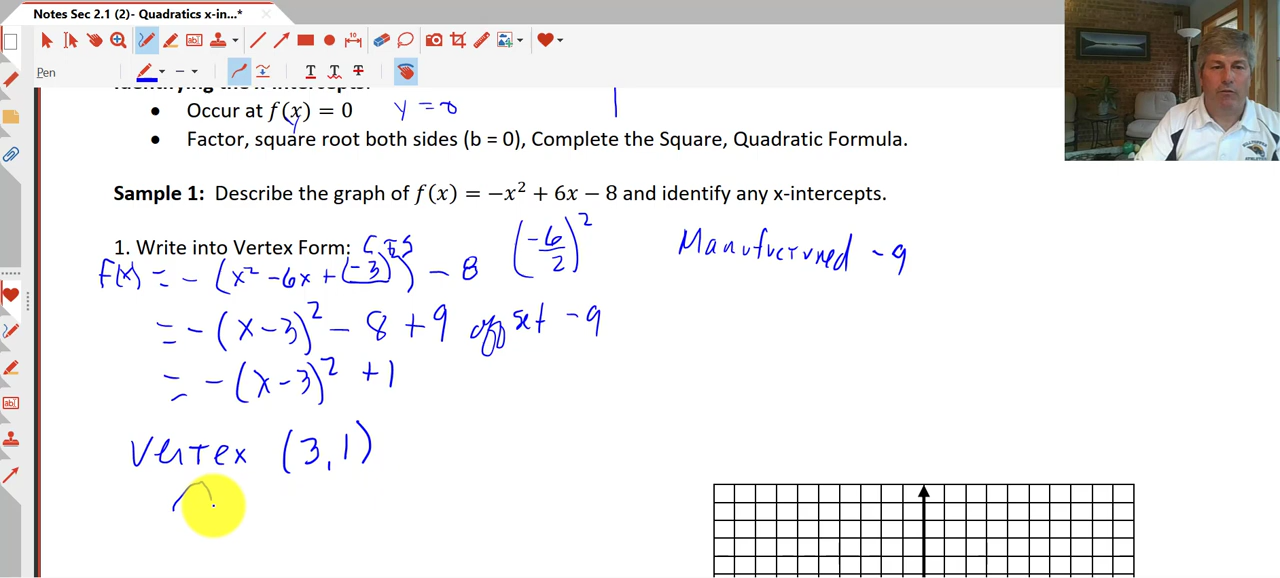 Notes Sec 2.1 (2)- Quadratics x-in...*
Pen
• Occur at f(x) = 0 y = 0
y
• Factor, square root both sides (b = 0), Complete the Square, Quadratic Formula.
Sample 1: Describe the graph of f(x) = −x² + 6x − 8 and identify any x-intercepts.
1. Write into Vertex Form: CTS (-6/2)² Manufacturned -9
F(x) = - (x² - 6x + (-3)²) - 8
= - (x - 3)² - 8 + 9 offset -9
= - (x - 3)² + 1
Vertex (3, 1)